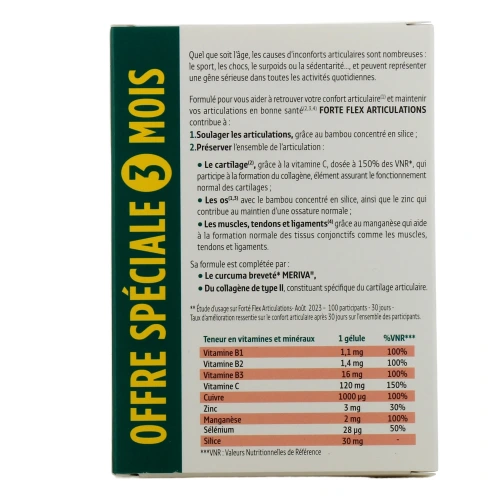 OFFRE SPÉCIALE 3 MOIS
Quel que soit l'âge, les causes d'inconforts articulaires sont nombreuses :
le sport, les chocs, le surpoids ou la sédentarité..., et peuvent représenter
une gêne sérieuse dans toutes les activités quotidiennes.
Formulé pour vous aider à retrouver votre confort articulaire(1) et maintenir
vos articulations en bonne santé(2,3,4) FORTE FLEX ARTICULATIONS
contribue à :
1.Soulager les articulations, grâce au bambou concentré en silice ;
2.Préserver l'ensemble de l'articulation :
• Le cartilage(2), grâce à la vitamine C, dosée à 150% des VNR*, qui
participe à la formation du collagène, élément assurant le fonctionnement
normal des cartilages ;
• Les os(1,3) avec le bambou concentré en silice, ainsi que le zinc qui
contribue au maintien d'une ossature normale ;
• Les muscles, tendons et ligaments(4) grâce au manganèse qui aide
à la formation normale des tissus conjonctifs comme les muscles,
tendons et ligaments.
Sa formule est complétée par :
• Le curcuma breveté* MERIVA®,
• Du collagène de type II, constituant spécifique du cartilage articulaire.
** Étude d'usage sur Forté Flex Articulations- Août 2023 – 100 participants - 30 jours -
Taux d'amélioration ressentie sur le confort articulaire après 30 jours sur l'ensemble des participants.
Teneur en vitamines et minéraux 1 gélule %VNR***
Vitamine B1 1,1 mg 100%
Vitamine B2 1,4 mg 100%
Vitamine B3 16 mg 100%
Vitamine C 120 mg 150%
Cuivre 1000 µg 100%
Zinc 3 mg 30%
Manganèse 2 mg 100%
Sélénium 28 µg 50%
Silice 30 mg -
***VNR : Valeurs Nutritionnelles de Référence